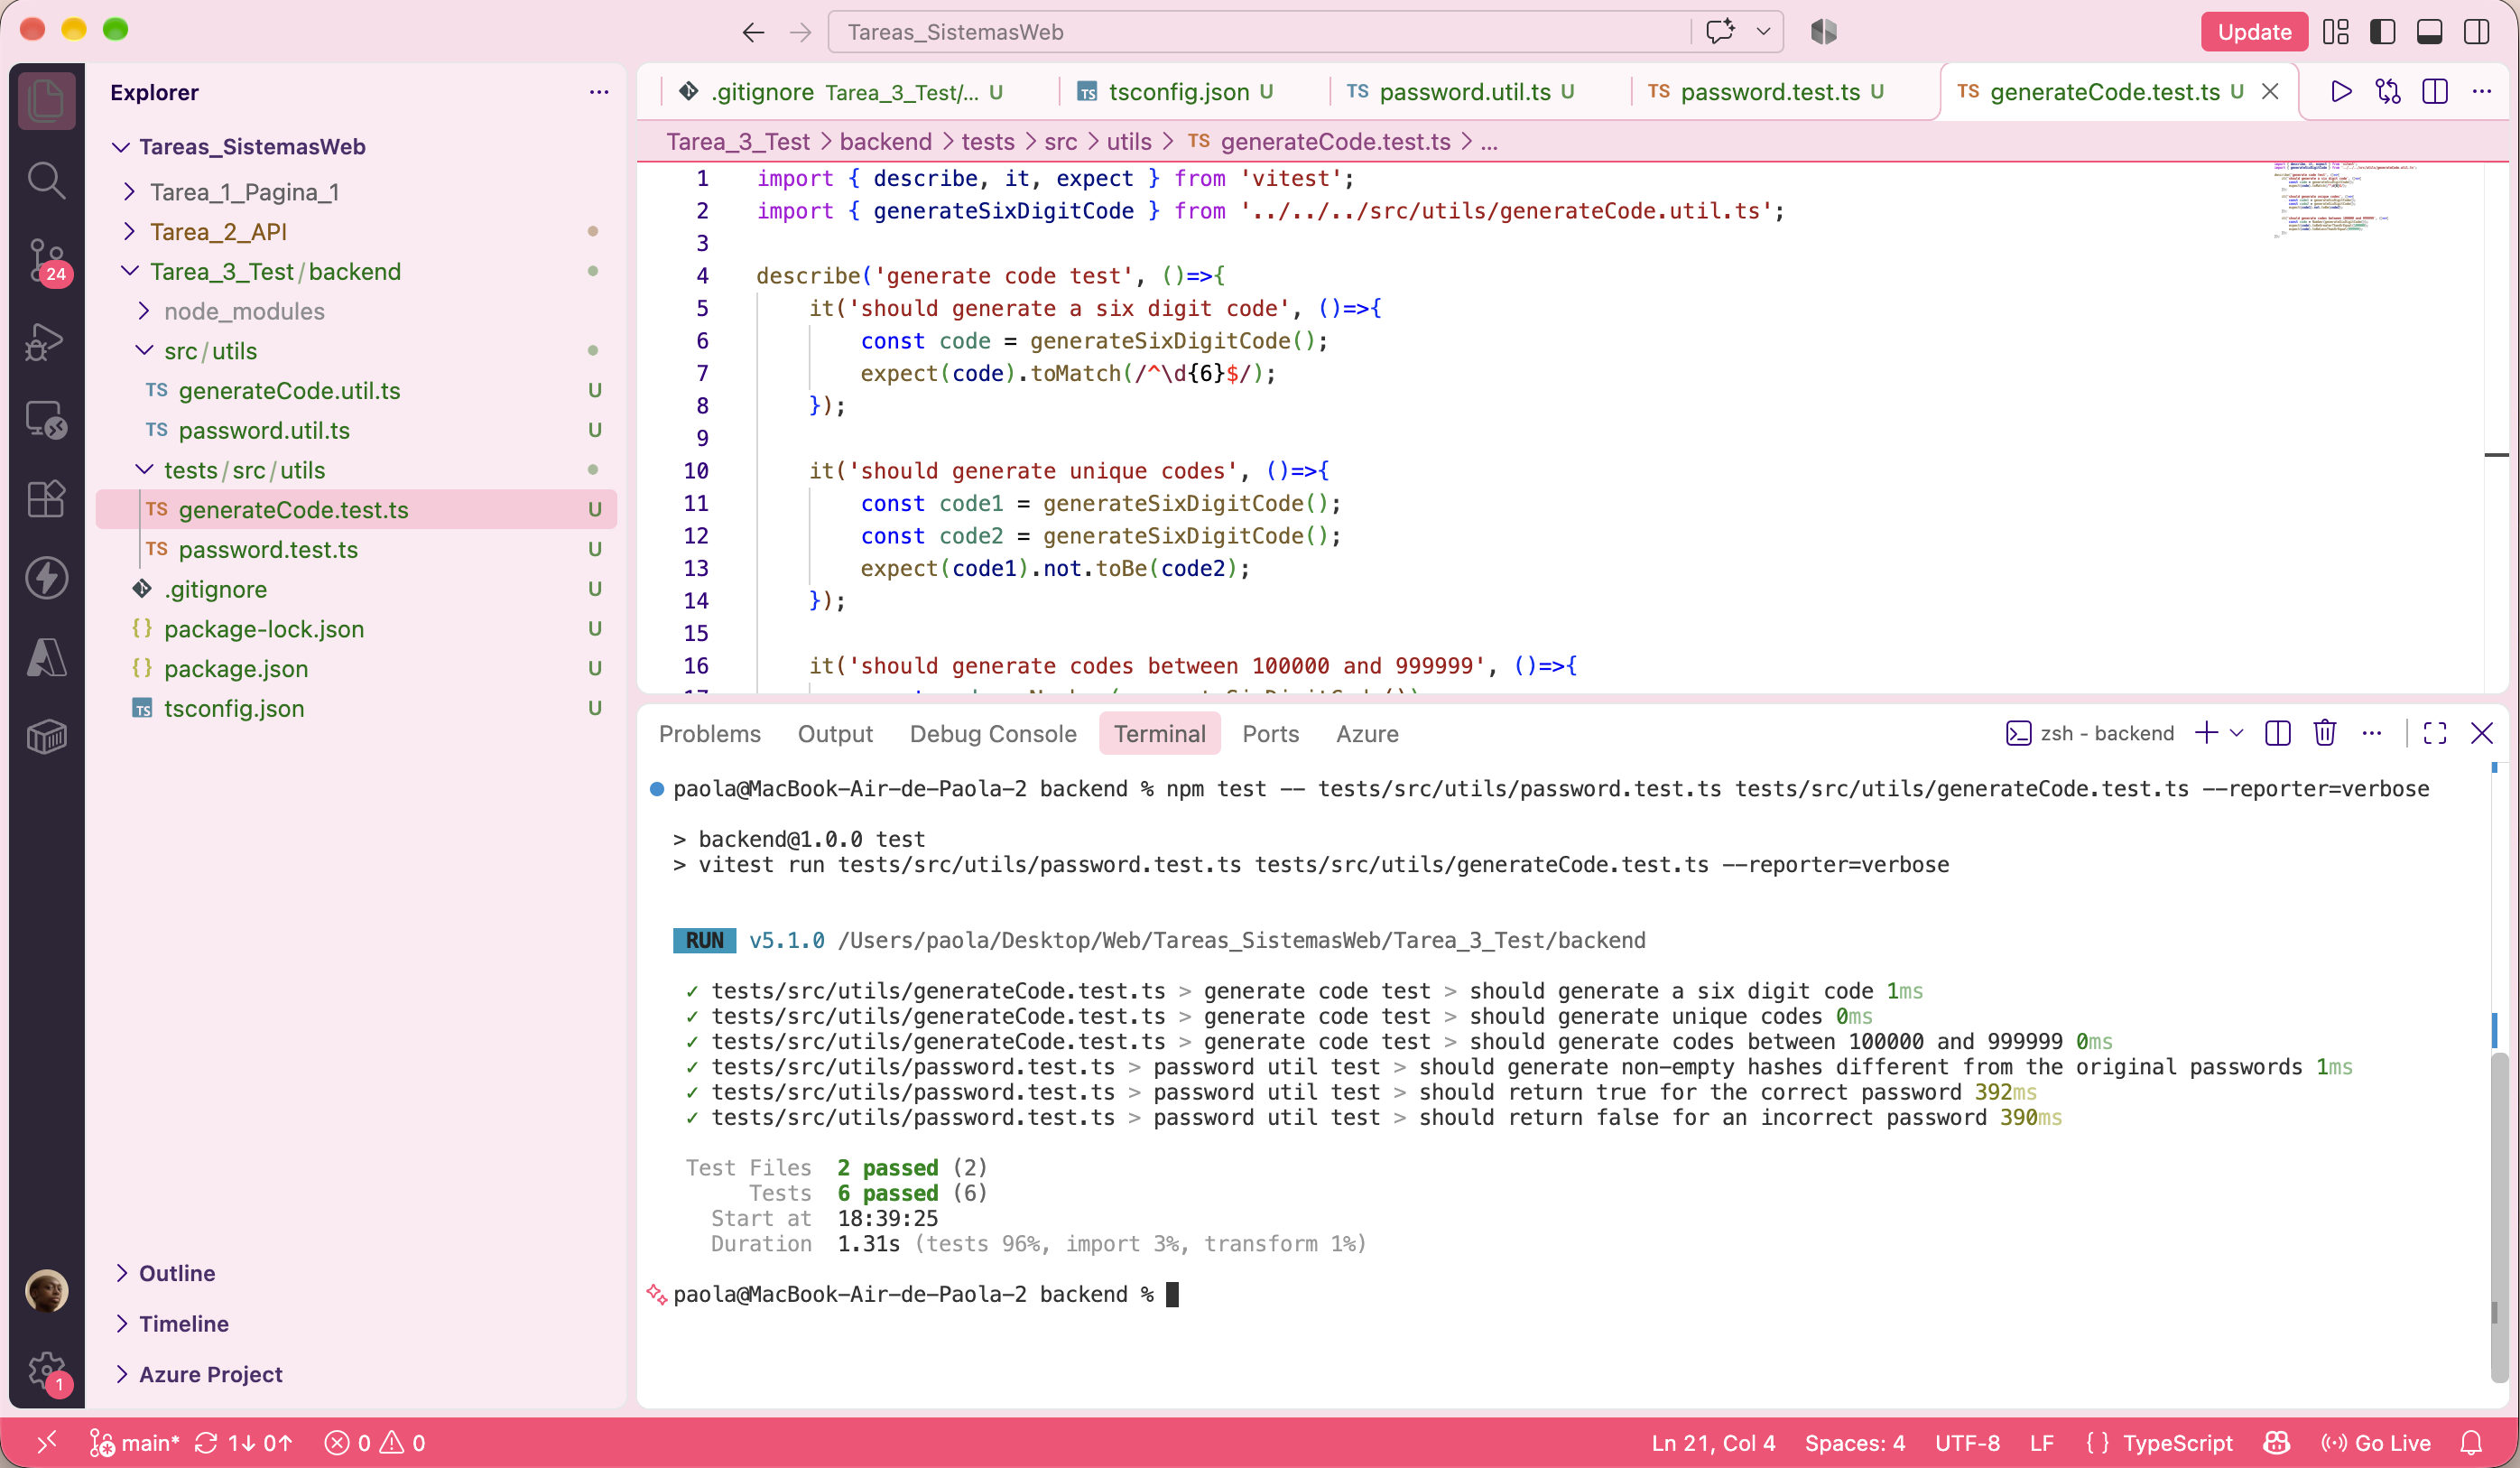 Tareas_SistemasWeb
Update
Explorer
Tareas_SistemasWeb
Tarea_1_Pagina_1
Tarea_2_API
Tarea_3_Test/backend
node_modules
src/utils
TS generateCode.util.ts U
TS password.util.ts U
tests/src/utils
TS generateCode.test.ts U
TS password.test.ts U
.gitignore U
{} package-lock.json U
{} package.json U
TS tsconfig.json U
Outline
Timeline
Azure Project
24
1
.gitignore Tarea_3_Test/... U
TS tsconfig.json U
TS password.util.ts U
TS password.test.ts U
TS generateCode.test.ts U
Tarea_3_Test > backend > tests > src > utils > TS generateCode.test.ts > ...
1 import { describe, it, expect } from 'vitest';
2 import { generateSixDigitCode } from '../../../src/utils/generateCode.util.ts';
3
4 describe('generate code test', ()=>{
5 it('should generate a six digit code', ()=>{
6 const code = generateSixDigitCode();
7 expect(code).toMatch(/^\d{6}$/);
8 });
9
10 it('should generate unique codes', ()=>{
11 const code1 = generateSixDigitCode();
12 const code2 = generateSixDigitCode();
13 expect(code1).not.toBe(code2);
14 });
15
16 it('should generate codes between 100000 and 999999', ()=>{
Problems Output Debug Console Terminal Ports Azure
zsh - backend
paola@MacBook-Air-de-Paola-2 backend % npm test -- tests/src/utils/password.test.ts tests/src/utils/generateCode.test.ts --reporter=verbose
> backend@1.0.0 test
> vitest run tests/src/utils/password.test.ts tests/src/utils/generateCode.test.ts --reporter=verbose
RUN v5.1.0 /Users/paola/Desktop/Web/Tareas_SistemasWeb/Tarea_3_Test/backend
✓ tests/src/utils/generateCode.test.ts > generate code test > should generate a six digit code 1ms
✓ tests/src/utils/generateCode.test.ts > generate code test > should generate unique codes 0ms
✓ tests/src/utils/generateCode.test.ts > generate code test > should generate codes between 100000 and 999999 0ms
✓ tests/src/utils/password.test.ts > password util test > should generate non-empty hashes different from the original passwords 1ms
✓ tests/src/utils/password.test.ts > password util test > should return true for the correct password 392ms
✓ tests/src/utils/password.test.ts > password util test > should return false for an incorrect password 390ms
Test Files 2 passed (2)
Tests 6 passed (6)
Start at 18:39:25
Duration 1.31s (tests 96%, import 3%, transform 1%)
paola@MacBook-Air-de-Paola-2 backend %
main* 1↓ 0↑ 0 0
Ln 21, Col 4 Spaces: 4 UTF-8 LF {} TypeScript Go Live